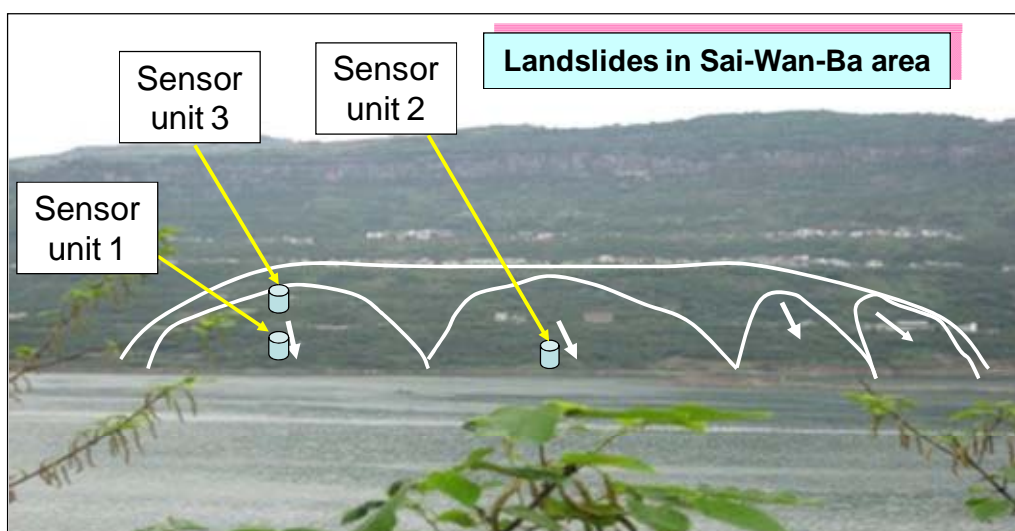 Landslides in Sai-Wan-Ba area
Sensor
unit 3
Sensor
unit 2
Sensor
unit 1